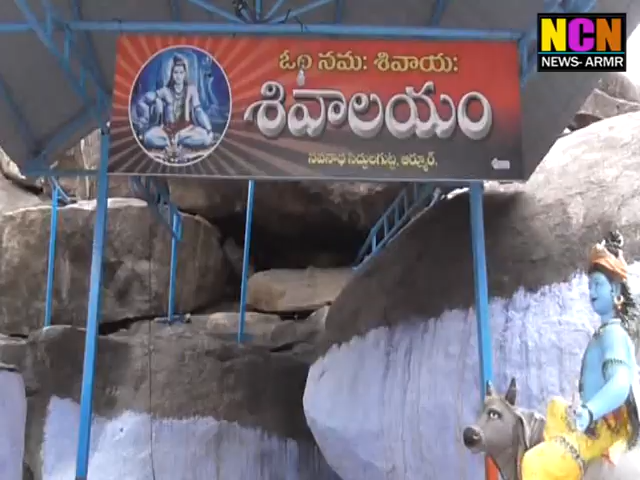 NCN
NEWS- ARMR
ఓం నమః శివాయః
శివాలయం
నవనాథ సిద్ధులగుట్ట, ఆర్మూర్.